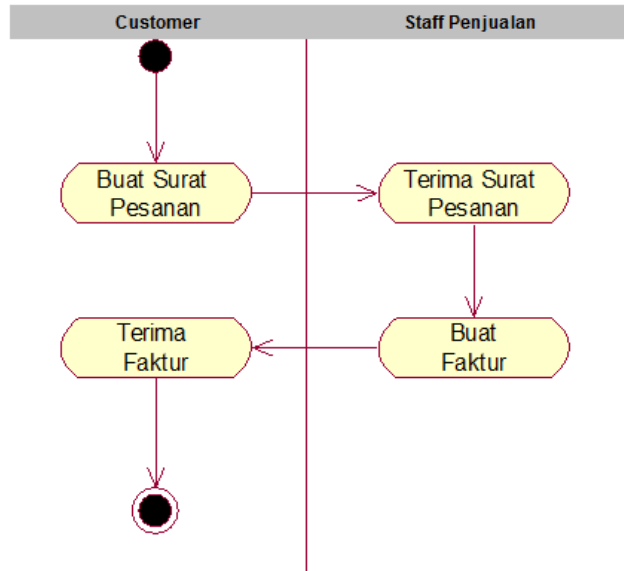 Customer
Staff Penjualan
Buat Surat
Pesanan
Terima Surat
Pesanan
Terima
Faktur
Buat
Faktur